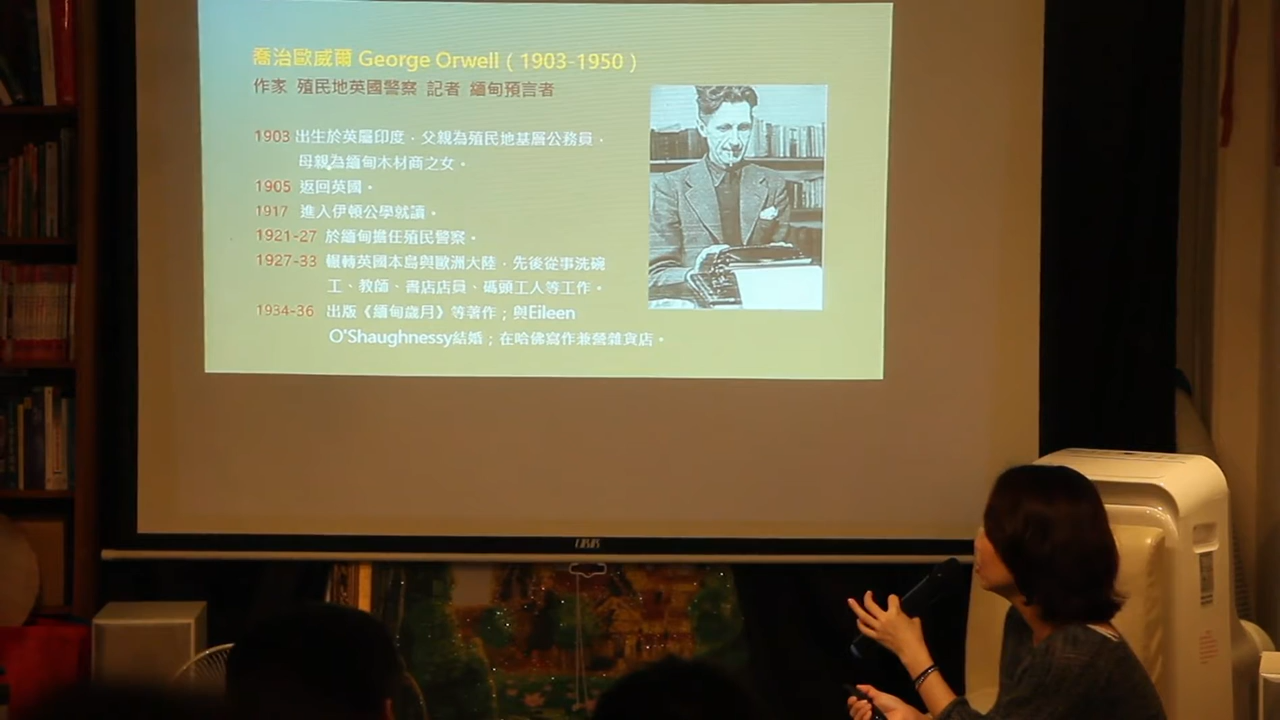 喬治歐威爾 George Orwell（1903-1950）
作家 殖民地英國警察 記者 緬甸預言者
1903 出生於英屬印度，父親為殖民地基層公務員，
母親為緬甸木材商之女。
1905 返回英國。
1917 進入伊頓公學就讀。
1921-27 於緬甸擔任殖民警察。
1927-33 輾轉英國本島與歐洲大陸，先後從事洗碗
工、教師、書店店員、碼頭工人等工作。
1934-36 出版《緬甸歲月》等著作；與Eileen
O'Shaughnessy結婚；在哈佛寫作兼營雜貨店。